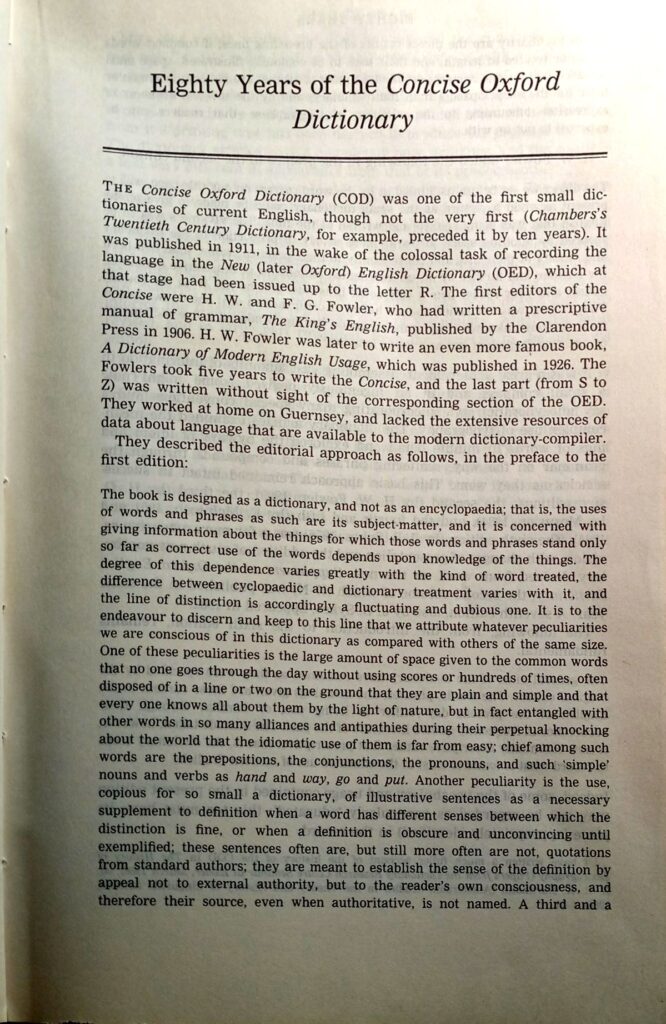 Eighty Years of the Concise Oxford
Dictionary
THE Concise Oxford Dictionary (COD) was one of the first small dic-
tionaries of current English, though not the very first (Chambers's
Twentieth Century Dictionary, for example, preceded it by ten years). It
was published in 1911, in the wake of the colossal task of recording the
language in the New (later Oxford) English Dictionary (OED), which at
that stage had been issued up to the letter R. The first editors of the
Concise were H. W. and F. G. Fowler, who had written a prescriptive
manual of grammar, The King's English, published by the Clarendon
Press in 1906. H. W. Fowler was later to write an even more famous book,
A Dictionary of Modern English Usage, which was published in 1926. The
Fowlers took five years to write the Concise, and the last part (from S to
Z) was written without sight of the corresponding section of the OED.
They worked at home on Guernsey, and lacked the extensive resources of
data about language that are available to the modern dictionary-compiler.
They described the editorial approach as follows, in the preface to the
first edition:
The book is designed as a dictionary, and not as an encyclopaedia; that is, the uses
of words and phrases as such are its subject-matter, and it is concerned with
giving information about the things for which those words and phrases stand only
so far as correct use of the words depends upon knowledge of the things. The
degree of this dependence varies greatly with the kind of word treated, the
difference between cyclopaedic and dictionary treatment varies with it, and
the line of distinction is accordingly a fluctuating and dubious one. It is to the
endeavour to discern and keep to this line that we attribute whatever peculiarities
we are conscious of in this dictionary as compared with others of the same size.
One of these peculiarities is the large amount of space given to the common words
that no one goes through the day without using scores or hundreds of times, often
disposed of in a line or two on the ground that they are plain and simple and that
every one knows all about them by the light of nature, but in fact entangled with
other words in so many alliances and antipathies during their perpetual knocking
about the world that the idiomatic use of them is far from easy; chief among such
words are the prepositions, the conjunctions, the pronouns, and such 'simple'
nouns and verbs as hand and way, go and put. Another peculiarity is the use,
copious for so small a dictionary, of illustrative sentences as a necessary
supplement to definition when a word has different senses between which the
distinction is fine, or when a definition is obscure and unconvincing until
exemplified; these sentences often are, but still more often are not, quotations
from standard authors; they are meant to establish the sense of the definition by
appeal not to external authority, but to the reader's own consciousness, and
therefore their source, even when authoritative, is not named. A third and a